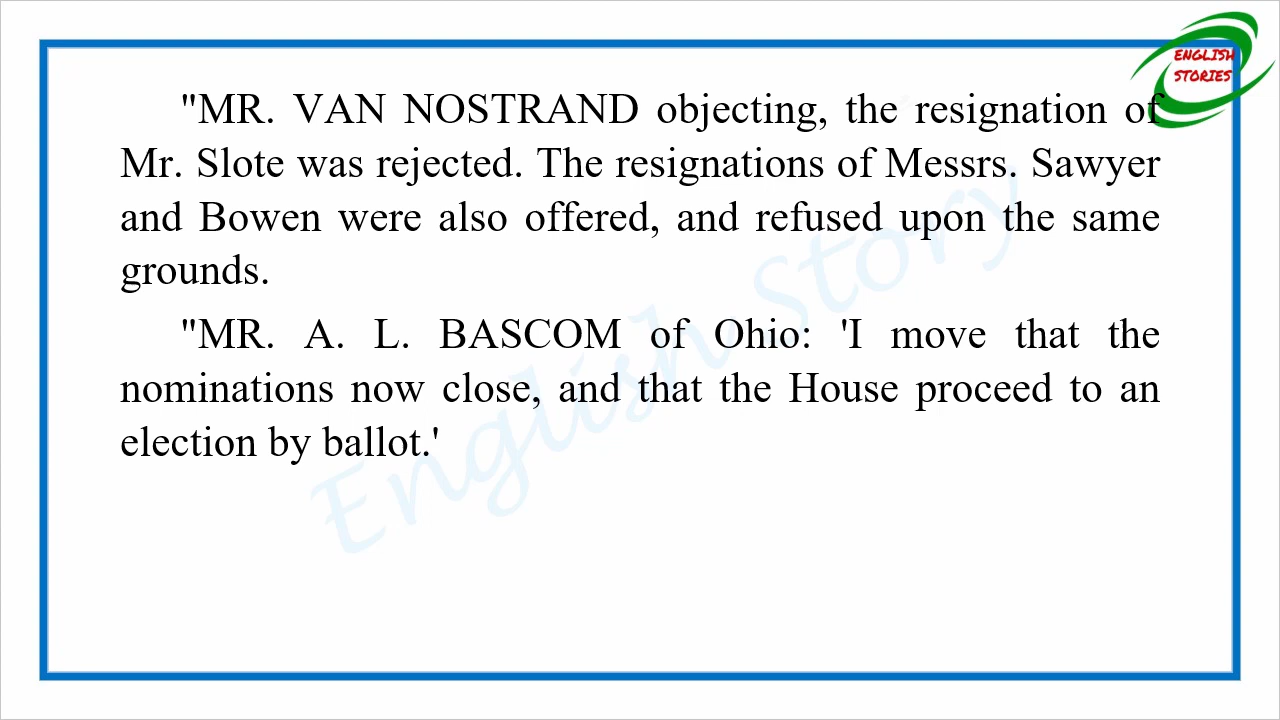 ENGLISH
STORIES
"MR. VAN NOSTRAND objecting, the resignation of
Mr. Slote was rejected. The resignations of Messrs. Sawyer
and Bowen were also offered, and refused upon the same
grounds.
"MR. A. L. BASCOM of Ohio: 'I move that the
nominations now close, and that the House proceed to an
election by ballot.'
English Story